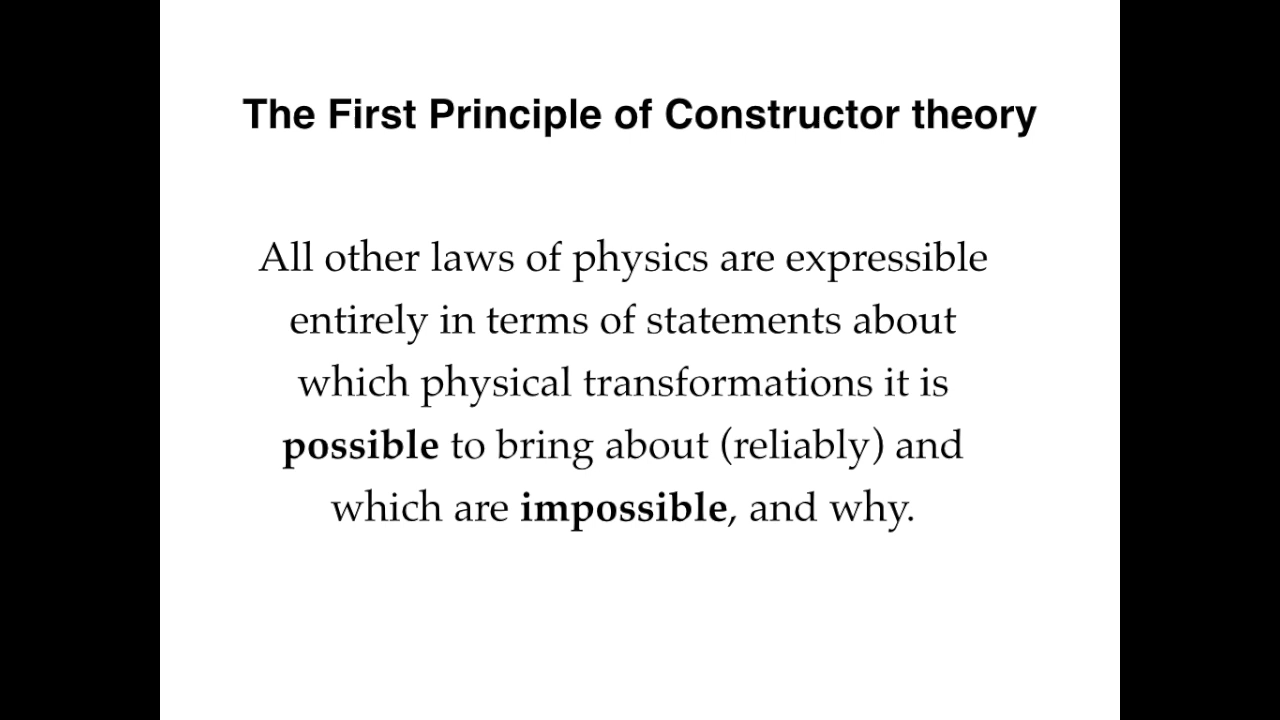 The First Principle of Constructor theory
All other laws of physics are expressible
entirely in terms of statements about
which physical transformations it is
possible to bring about (reliably) and
which are impossible, and why.